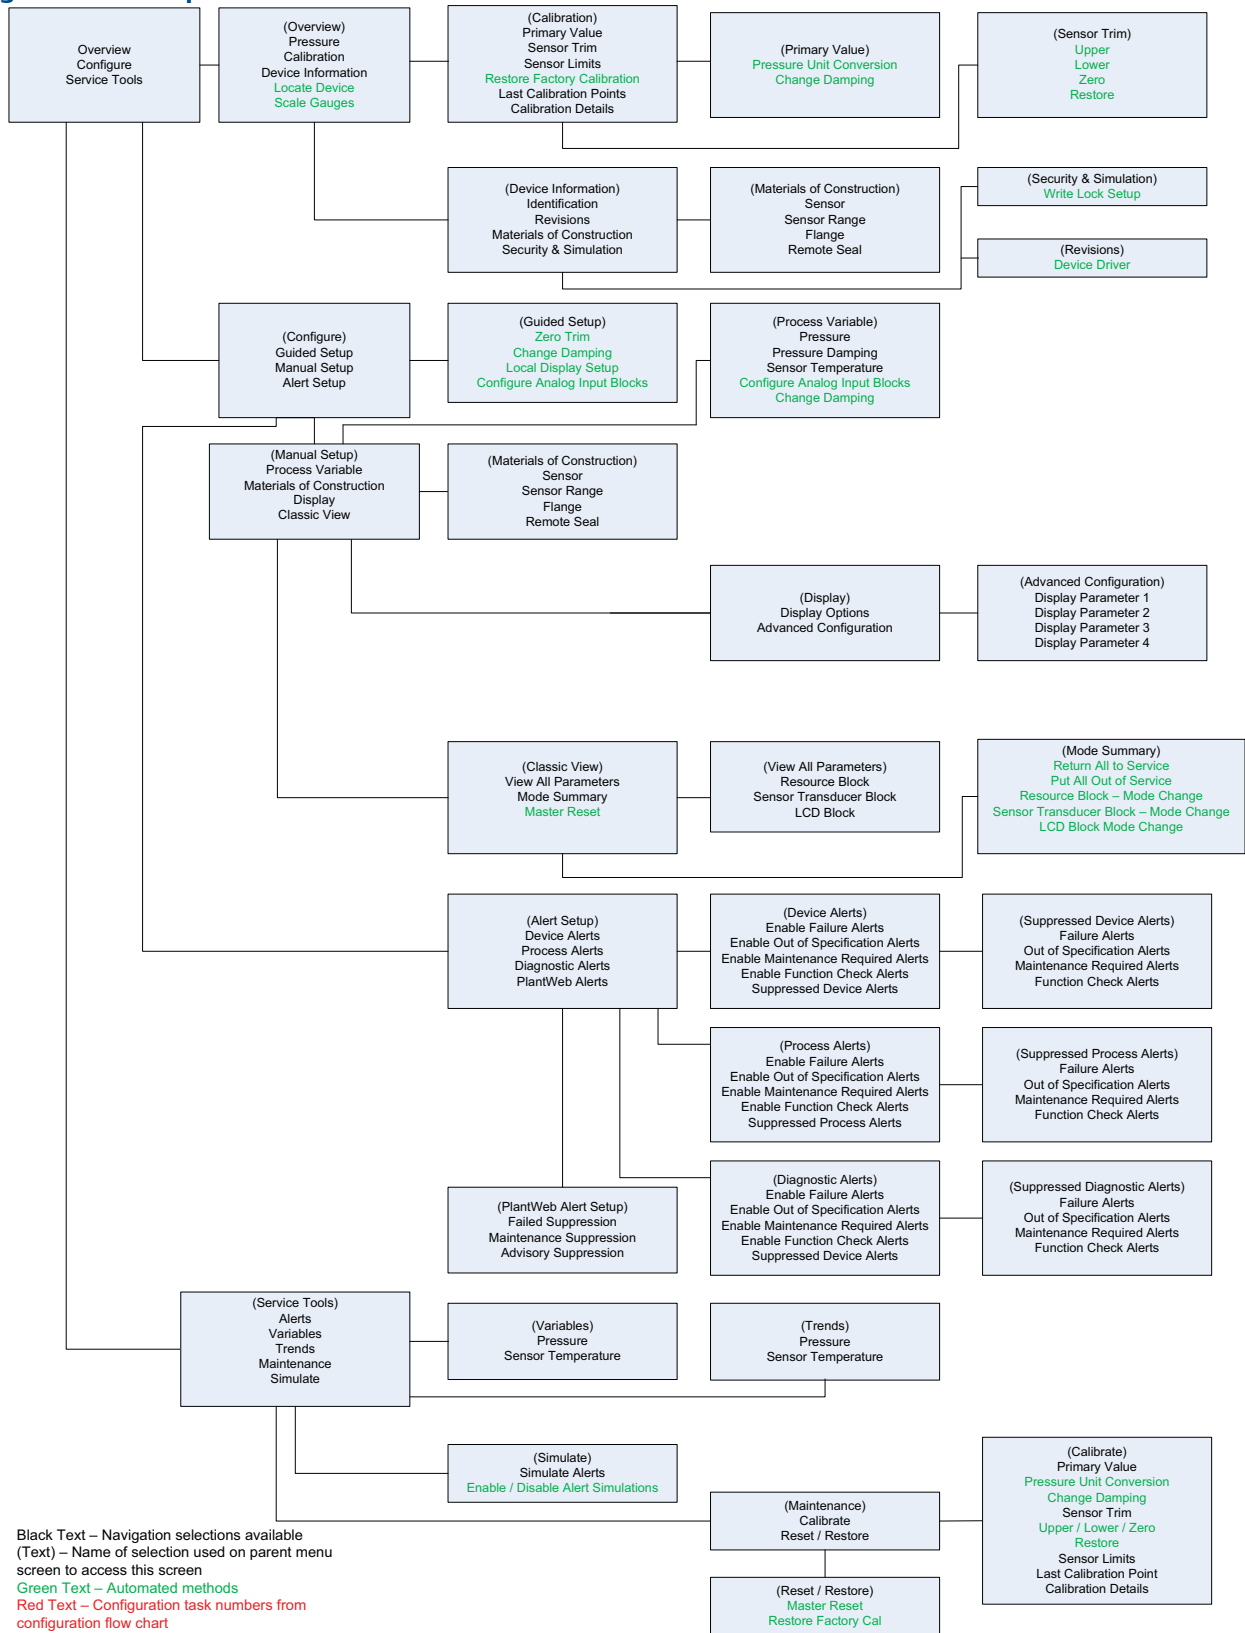 Overview
Configure
Service Tools
(Overview)
Pressure
Calibration
Device Information
Locate Device
Scale Gauges
(Calibration)
Primary Value
Sensor Trim
Sensor Limits
Restore Factory Calibration
Last Calibration Points
Calibration Details
(Primary Value)
Pressure Unit Conversion
Change Damping
(Sensor Trim)
Upper
Lower
Zero
Restore
(Device Information)
Identification
Revisions
Materials of Construction
Security & Simulation
(Materials of Construction)
Sensor
Sensor Range
Flange
Remote Seal
(Security & Simulation)
Write Lock Setup
(Revisions)
Device Driver
(Configure)
Guided Setup
Manual Setup
Alert Setup
(Guided Setup)
Zero Trim
Change Damping
Local Display Setup
Configure Analog Input Blocks
(Process Variable)
Pressure
Pressure Damping
Sensor Temperature
Configure Analog Input Blocks
Change Damping
(Manual Setup)
Process Variable
Materials of Construction
Display
Classic View
(Materials of Construction)
Sensor
Sensor Range
Flange
Remote Seal
(Display)
Display Options
Advanced Configuration
(Advanced Configuration)
Display Parameter 1
Display Parameter 2
Display Parameter 3
Display Parameter 4
(Classic View)
View All Parameters
Mode Summary
Master Reset
(View All Parameters)
Resource Block
Sensor Transducer Block
LCD Block
(Mode Summary)
Return All to Service
Put All Out of Service
Resource Block – Mode Change
Sensor Transducer Block – Mode Change
LCD Block Mode Change
(Alert Setup)
Device Alerts
Process Alerts
Diagnostic Alerts
PlantWeb Alerts
(Device Alerts)
Enable Failure Alerts
Enable Out of Specification Alerts
Enable Maintenance Required Alerts
Enable Function Check Alerts
Suppressed Device Alerts
(Suppressed Device Alerts)
Failure Alerts
Out of Specification Alerts
Maintenance Required Alerts
Function Check Alerts
(Process Alerts)
Enable Failure Alerts
Enable Out of Specification Alerts
Enable Maintenance Required Alerts
Enable Function Check Alerts
Suppressed Process Alerts
(Suppressed Process Alerts)
Failure Alerts
Out of Specification Alerts
Maintenance Required Alerts
Function Check Alerts
(PlantWeb Alert Setup)
Failed Suppression
Maintenance Suppression
Advisory Suppression
(Diagnostic Alerts)
Enable Failure Alerts
Enable Out of Specification Alerts
Enable Maintenance Required Alerts
Enable Function Check Alerts
Suppressed Device Alerts
(Suppressed Diagnostic Alerts)
Failure Alerts
Out of Specification Alerts
Maintenance Required Alerts
Function Check Alerts
(Service Tools)
Alerts
Variables
Trends
Maintenance
Simulate
(Variables)
Pressure
Sensor Temperature
(Trends)
Pressure
Sensor Temperature
(Simulate)
Simulate Alerts
Enable / Disable Alert Simulations
(Maintenance)
Calibrate
Reset / Restore
(Calibrate)
Primary Value
Pressure Unit Conversion
Change Damping
Sensor Trim
Upper / Lower / Zero
Restore
Sensor Limits
Last Calibration Point
Calibration Details
(Reset / Restore)
Master Reset
Restore Factory Cal
Black Text – Navigation selections available
(Text) – Name of selection used on parent menu
screen to access this screen
Green Text – Automated methods
Red Text – Configuration task numbers from
configuration flow chart